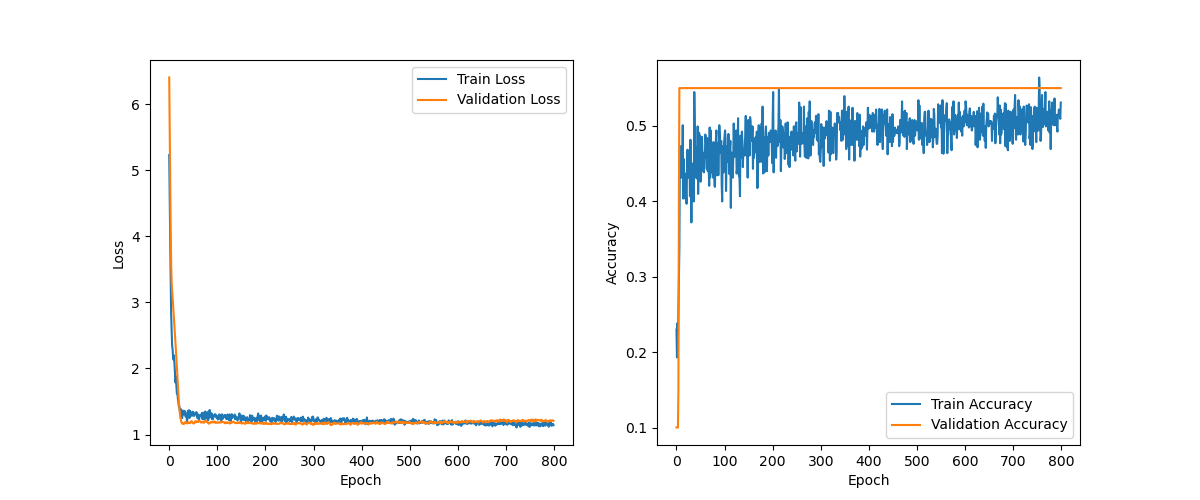 Train Loss
Validation Loss
6
5
4
3
2
1
Loss
0 100 200 300 400 500 600 700 800
Epoch
0.5
0.4
0.3
0.2
0.1
Accuracy
Train Accuracy
Validation Accuracy
0 100 200 300 400 500 600 700 800
Epoch